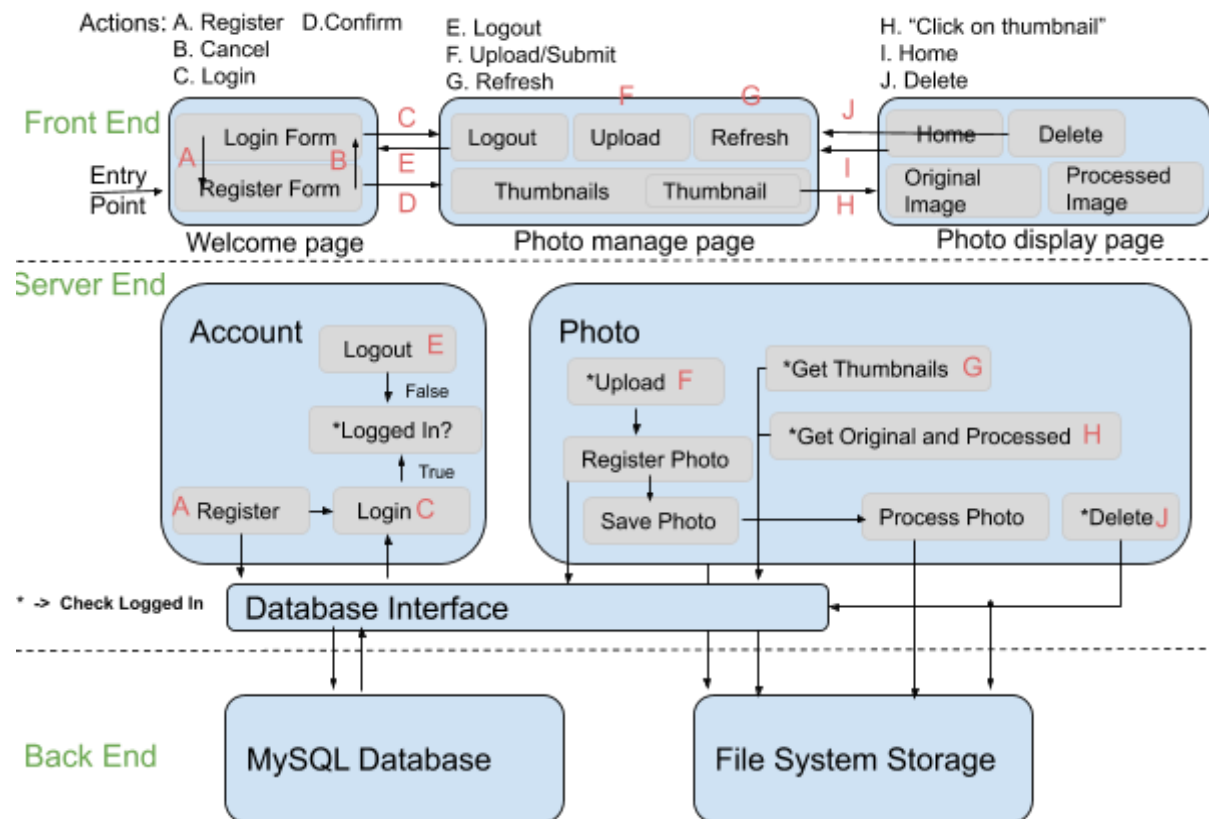 Actions: A. Register D.Confirm
B. Cancel
C. Login
E. Logout
F. Upload/Submit
G. Refresh
H. “Click on thumbnail”
I. Home
J. Delete
Front End
Entry
Point
A
Login Form
B
Register Form
Welcome page
C
E
D
F
G
Logout
Upload
Refresh
Thumbnails
Thumbnail
Photo manage page
J
I
H
Home
Delete
Original
Image
Processed
Image
Photo display page
Server End
Account
Logout E
False
*Logged In?
True
A Register
Login C
Photo
*Upload F
*Get Thumbnails G
*Get Original and Processed H
Register Photo
Save Photo
Process Photo
*Delete J
* -> Check Logged In
Database Interface
Back End
MySQL Database
File System Storage